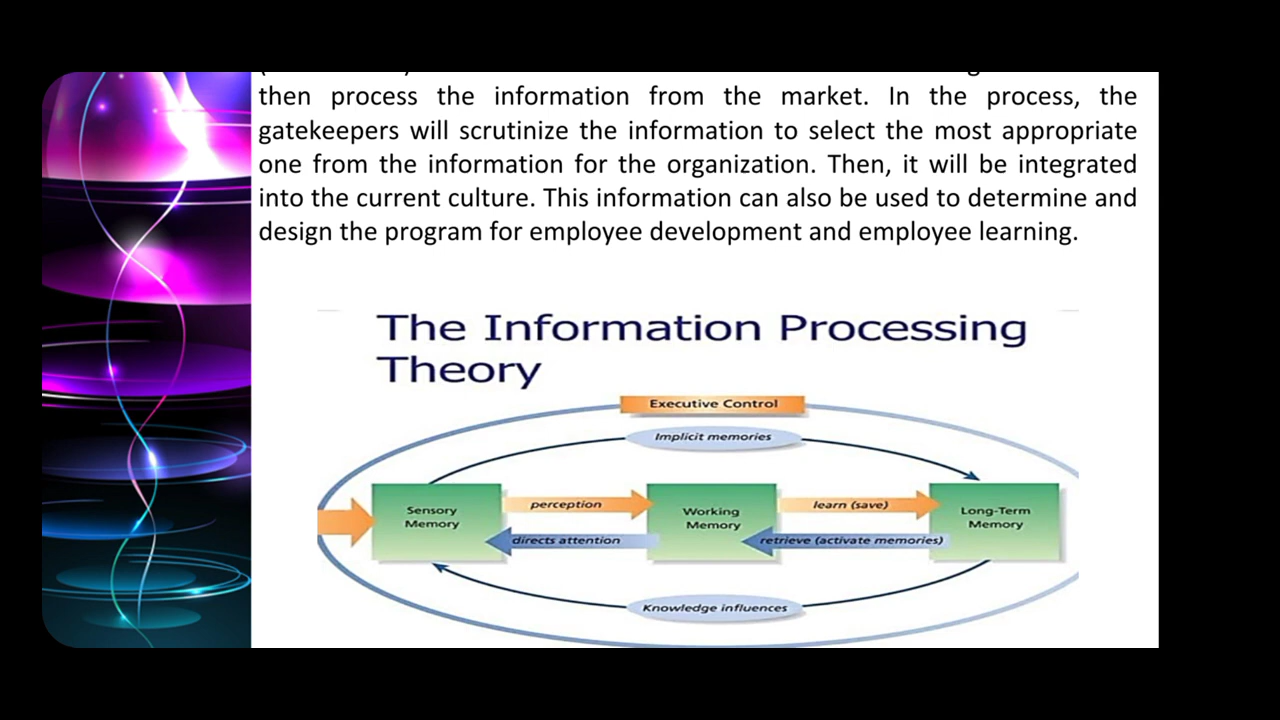 then process the information from the market. In the process, the
gatekeepers will scrutinize the information to select the most appropriate
one from the information for the organization. Then, it will be integrated
into the current culture. This information can also be used to determine and
design the program for employee development and employee learning.
The Information Processing
Theory
Executive Control
Implicit memories
Sensory
Memory
perception
directs attention
Working
Memory
learn (save)
retrieve (activate memories)
Long-Term
Memory
Knowledge influences